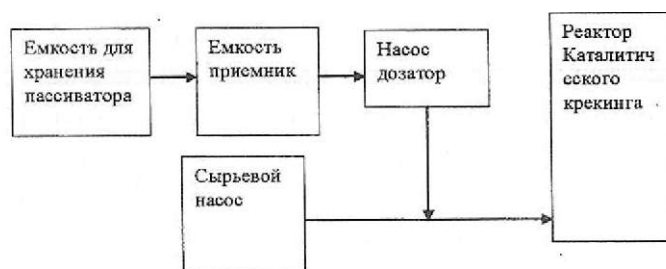 Емкость для
хранения
пассиватора
Емкость
приемник
Насос
дозатор
Реактор
Каталитич
еского
крекинга
Сырьевой
насос